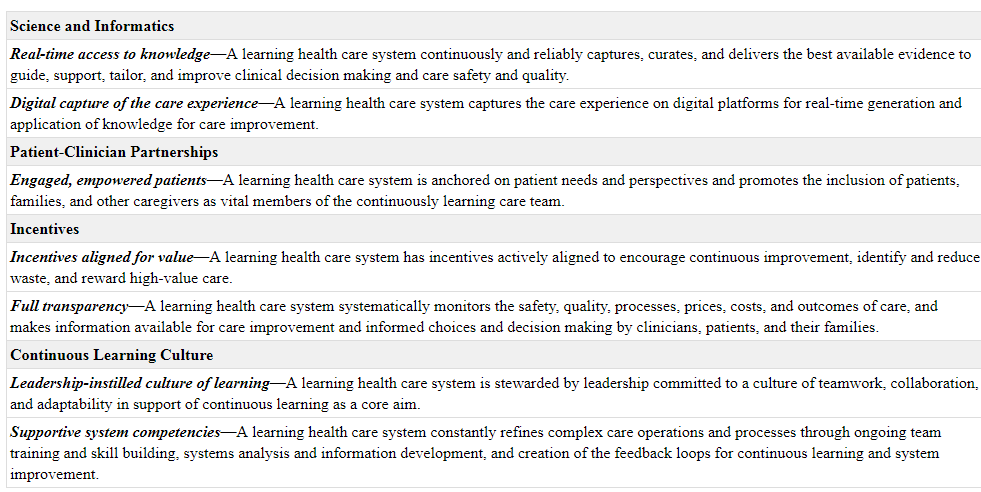 Science and Informatics
Real-time access to knowledge—A learning health care system continuously and reliably captures, curates, and delivers the best available evidence to
guide, support, tailor, and improve clinical decision making and care safety and quality.
Digital capture of the care experience—A learning health care system captures the care experience on digital platforms for real-time generation and
application of knowledge for care improvement.
Patient-Clinician Partnerships
Engaged, empowered patients—A learning health care system is anchored on patient needs and perspectives and promotes the inclusion of patients,
families, and other caregivers as vital members of the continuously learning care team.
Incentives
Incentives aligned for value—A learning health care system has incentives actively aligned to encourage continuous improvement, identify and reduce
waste, and reward high-value care.
Full transparency—A learning health care system systematically monitors the safety, quality, processes, prices, costs, and outcomes of care, and
makes information available for care improvement and informed choices and decision making by clinicians, patients, and their families.
Continuous Learning Culture
Leadership-instilled culture of learning—A learning health care system is stewarded by leadership committed to a culture of teamwork, collaboration,
and adaptability in support of continuous learning as a core aim.
Supportive system competencies—A learning health care system constantly refines complex care operations and processes through ongoing team
training and skill building, systems analysis and information development, and creation of the feedback loops for continuous learning and system
improvement.